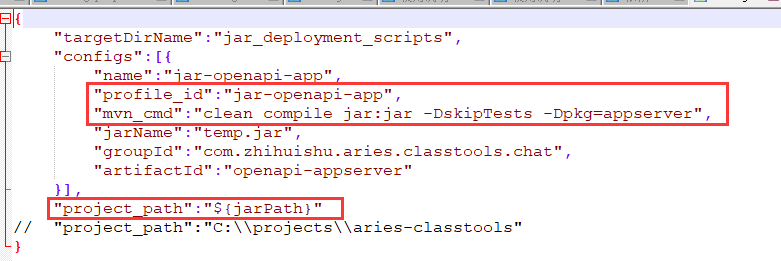 {
"targetDirName":"jar_deployment_scripts",
"configs":[{
"name":"jar-openapi-app",
"profile_id":"jar-openapi-app",
"mvn_cmd":"clean compile jar:jar -DskipTests -Dpkg=appserver",
"jarName":"temp.jar",
"groupId":"com.zhihuishu.aries.classtools.chat",
"artifactId":"openapi-appserver"
}],
"project_path":"${jarPath}"
// "project_path":"C:\\projects\\aries-classtools"
}